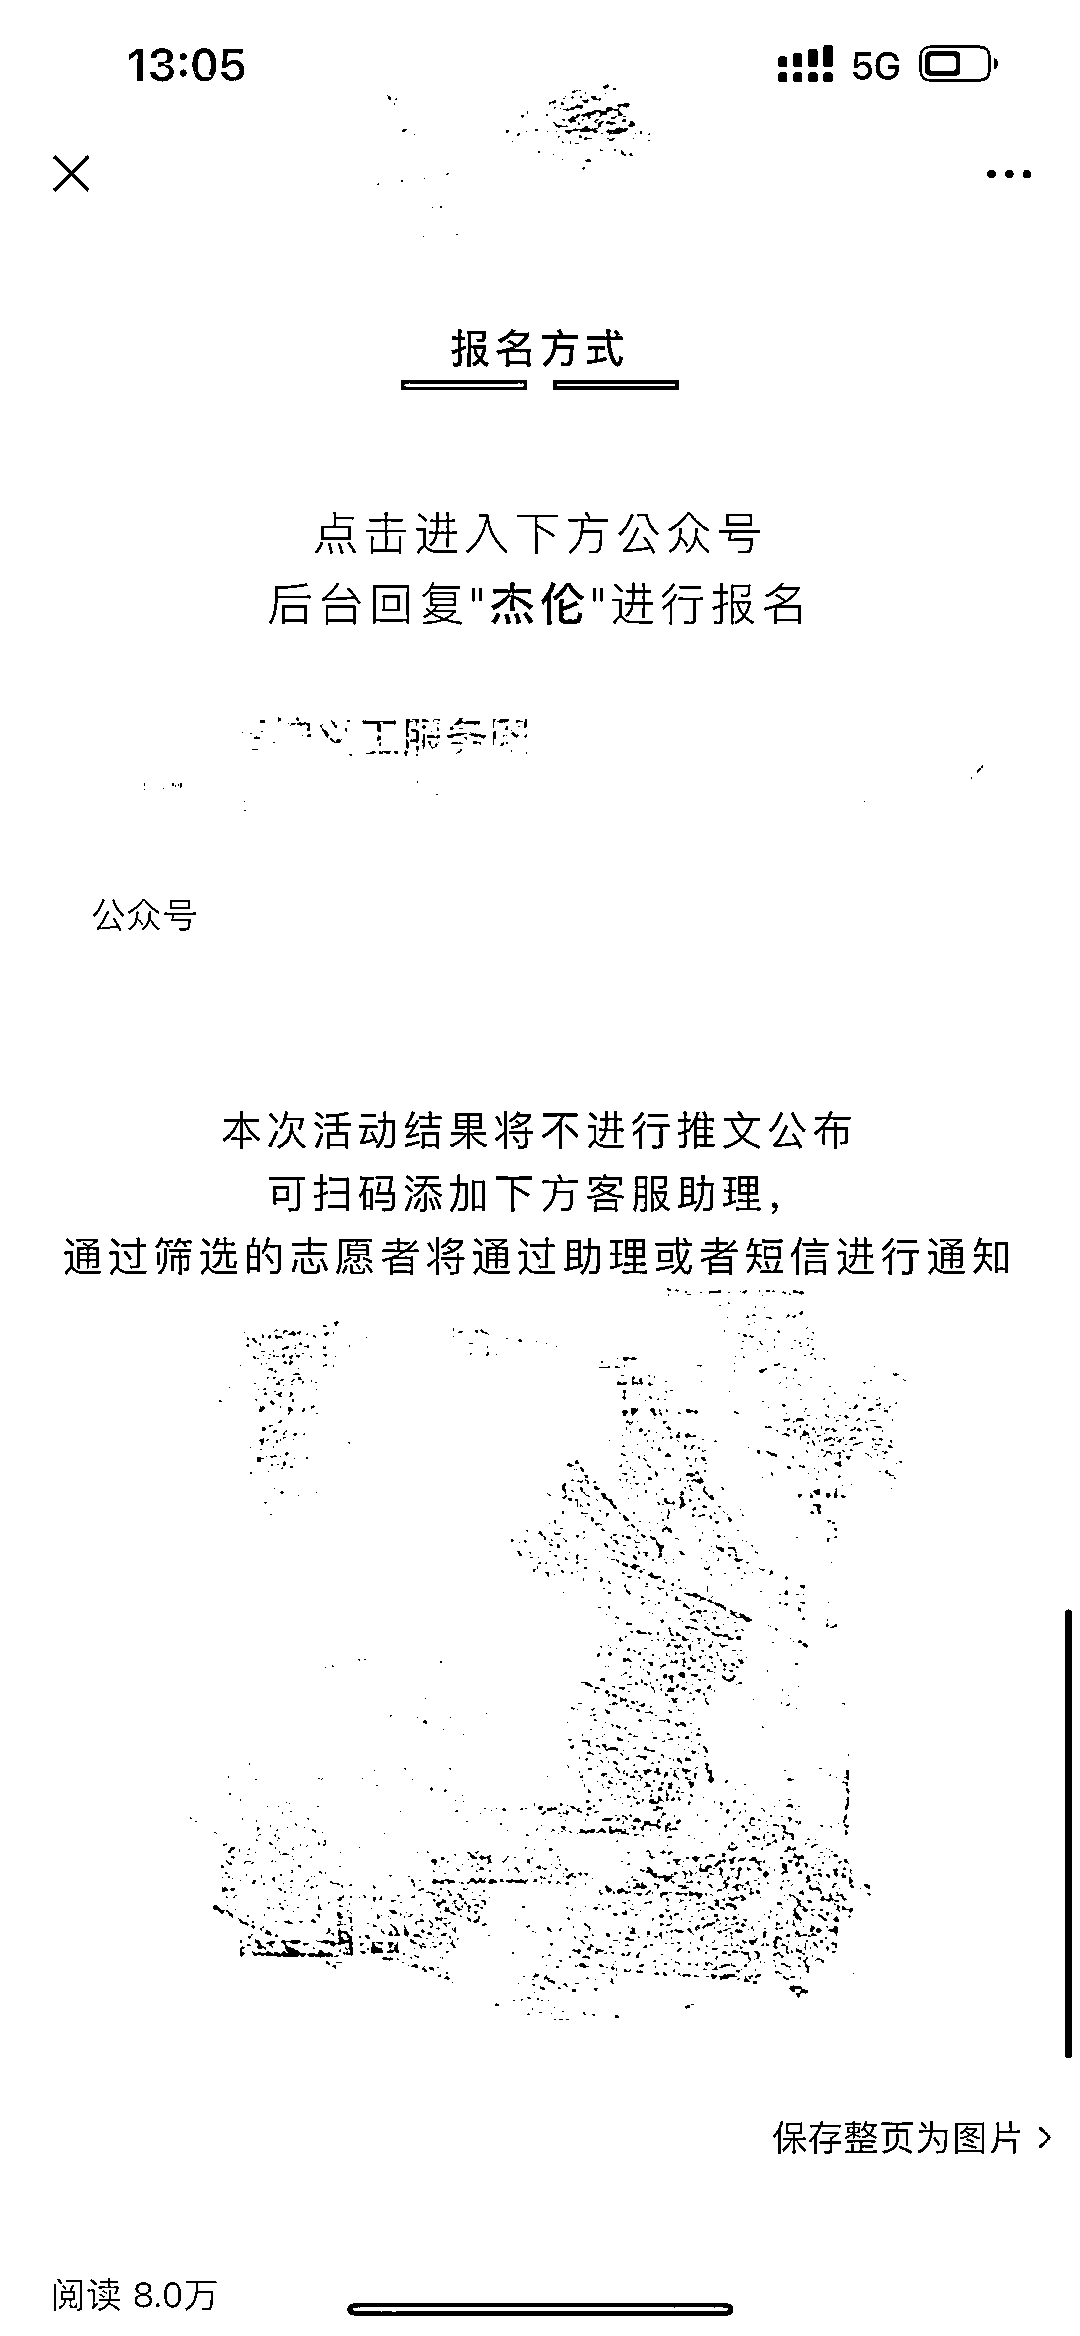 13:05
5G
报名方式
点击进入下方公众号
后台回复"杰伦"进行报名
工服务网
公众号
本次活动结果将不进行推文公布
可扫码添加下方客服助理，
通过筛选的志愿者将通过助理或者短信进行通知
保存整页为图片
阅读 8.0万